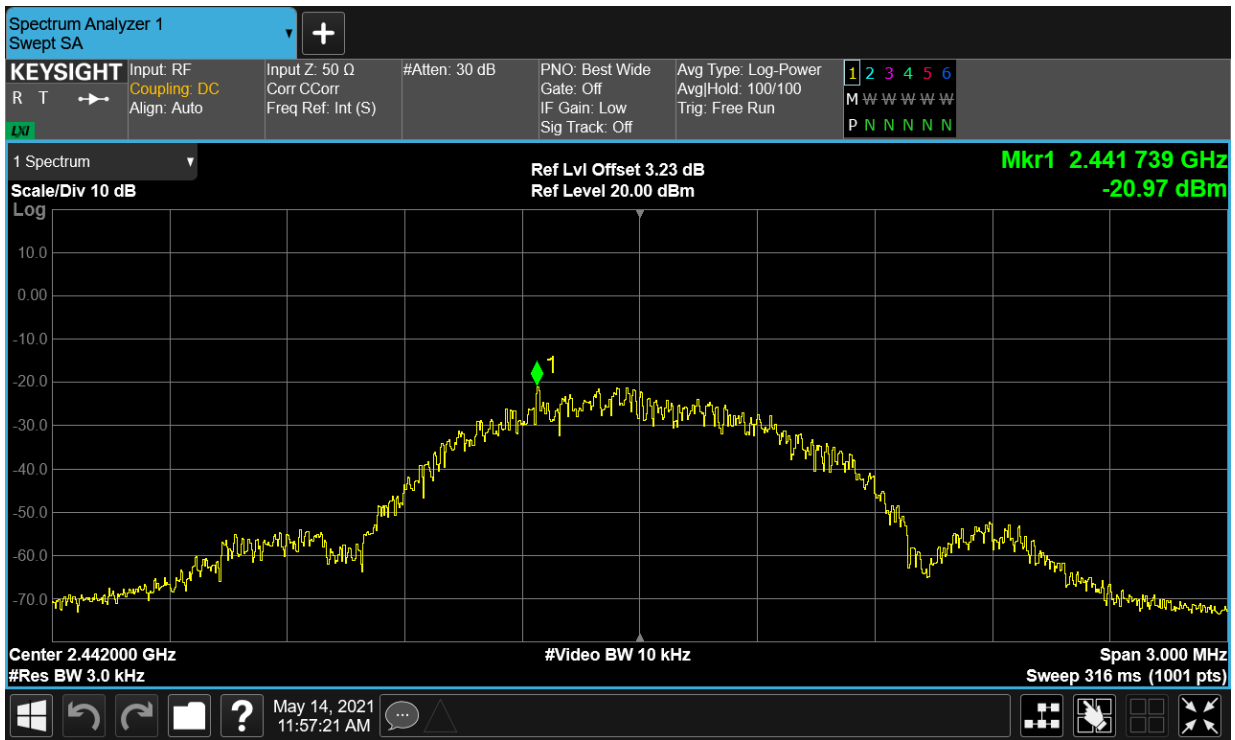 Spectrum Analyzer 1
Swept SA
KEYSIGHT
R T
LXI
Input: RF
Coupling: DC
Align: Auto
Input Z: 50 Ω
Corr CCorr
Freq Ref: Int (S)
#Atten: 30 dB
PNO: Best Wide
Gate: Off
IF Gain: Low
Sig Track: Off
Avg Type: Log-Power
Avg|Hold: 100/100
Trig: Free Run
1 2 3 4 5 6
M W W W W W
P N N N N N
1 Spectrum
Scale/Div 10 dB
Log
Ref Lvl Offset 3.23 dB
Ref Level 20.00 dBm
Mkr1 2.441 739 GHz
-20.97 dBm
10.0
0.00
-10.0
-20.0
-30.0
-40.0
-50.0
-60.0
-70.0
1
Center 2.442000 GHz
#Res BW 3.0 kHz
#Video BW 10 kHz
Span 3.000 MHz
Sweep 316 ms (1001 pts)
?
May 14, 2021
11:57:21 AM